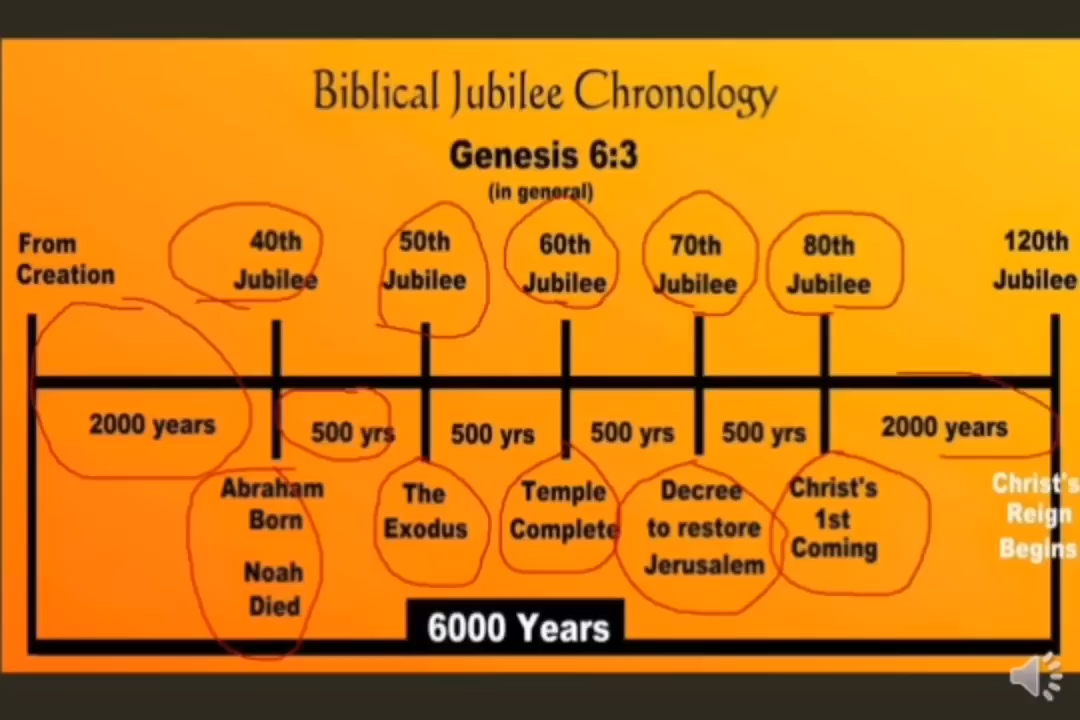 Biblical Jubilee Chronology
Genesis 6:3
(in general)
From
Creation
40th
Jubilee
50th
Jubilee
60th
Jubilee
70th
Jubilee
80th
Jubilee
120th
Jubilee
2000 years
500 yrs
500 yrs
500 yrs
500 yrs
2000 years
Abraham
Born
Noah
Died
The
Exodus
Temple
Complete
Decree
to restore
Jerusalem
Christ's
1st
Coming
Christ's
Reign
Begins
6000 Years